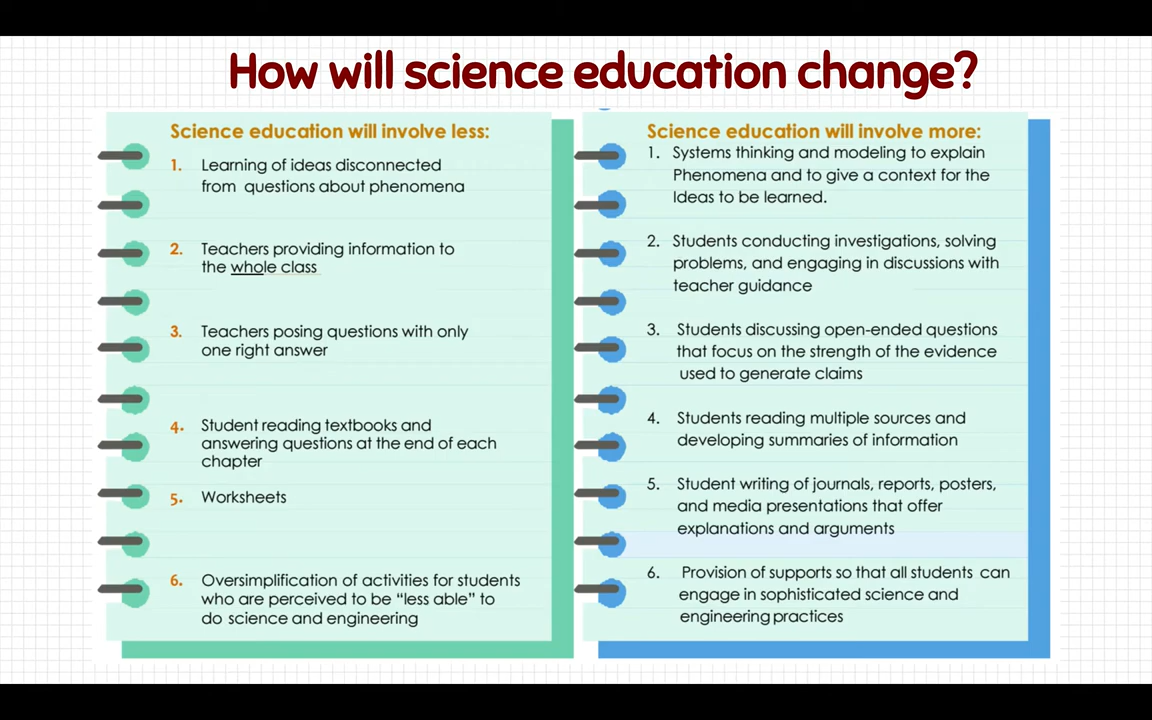 How will science education change?
Science education will involve less:
1. Learning of ideas disconnected
from questions about phenomena
2. Teachers providing information to
the whole class
3. Teachers posing questions with only
one right answer
4. Student reading textbooks and
answering questions at the end of each
chapter
5. Worksheets
6. Oversimplification of activities for students
who are perceived to be “less able” to
do science and engineering
Science education will involve more:
1. Systems thinking and modeling to explain
Phenomena and to give a context for the
Ideas to be learned.
2. Students conducting investigations, solving
problems, and engaging in discussions with
teacher guidance
3. Students discussing open-ended questions
that focus on the strength of the evidence
used to generate claims
4. Students reading multiple sources and
developing summaries of information
5. Student writing of journals, reports, posters,
and media presentations that offer
explanations and arguments
6. Provision of supports so that all students can
engage in sophisticated science and
engineering practices